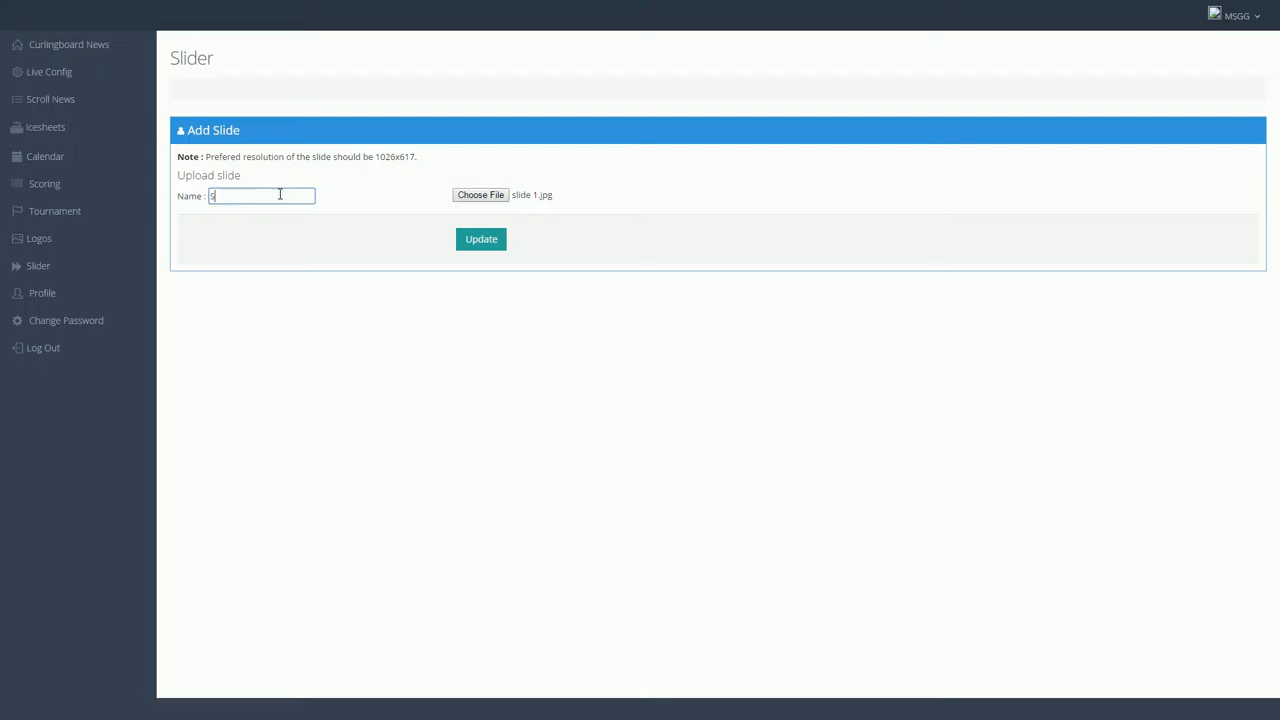 MSGG
Curlingboard News
Live Config
Scroll News
Icesheets
Calendar
Scoring
Tournament
Logos
Slider
Profile
Change Password
Log Out
Slider
Add Slide
Note : Prefered resolution of the slide should be 1026x617.
Upload slide
Name : S Choose File slide 1.jpg
Update